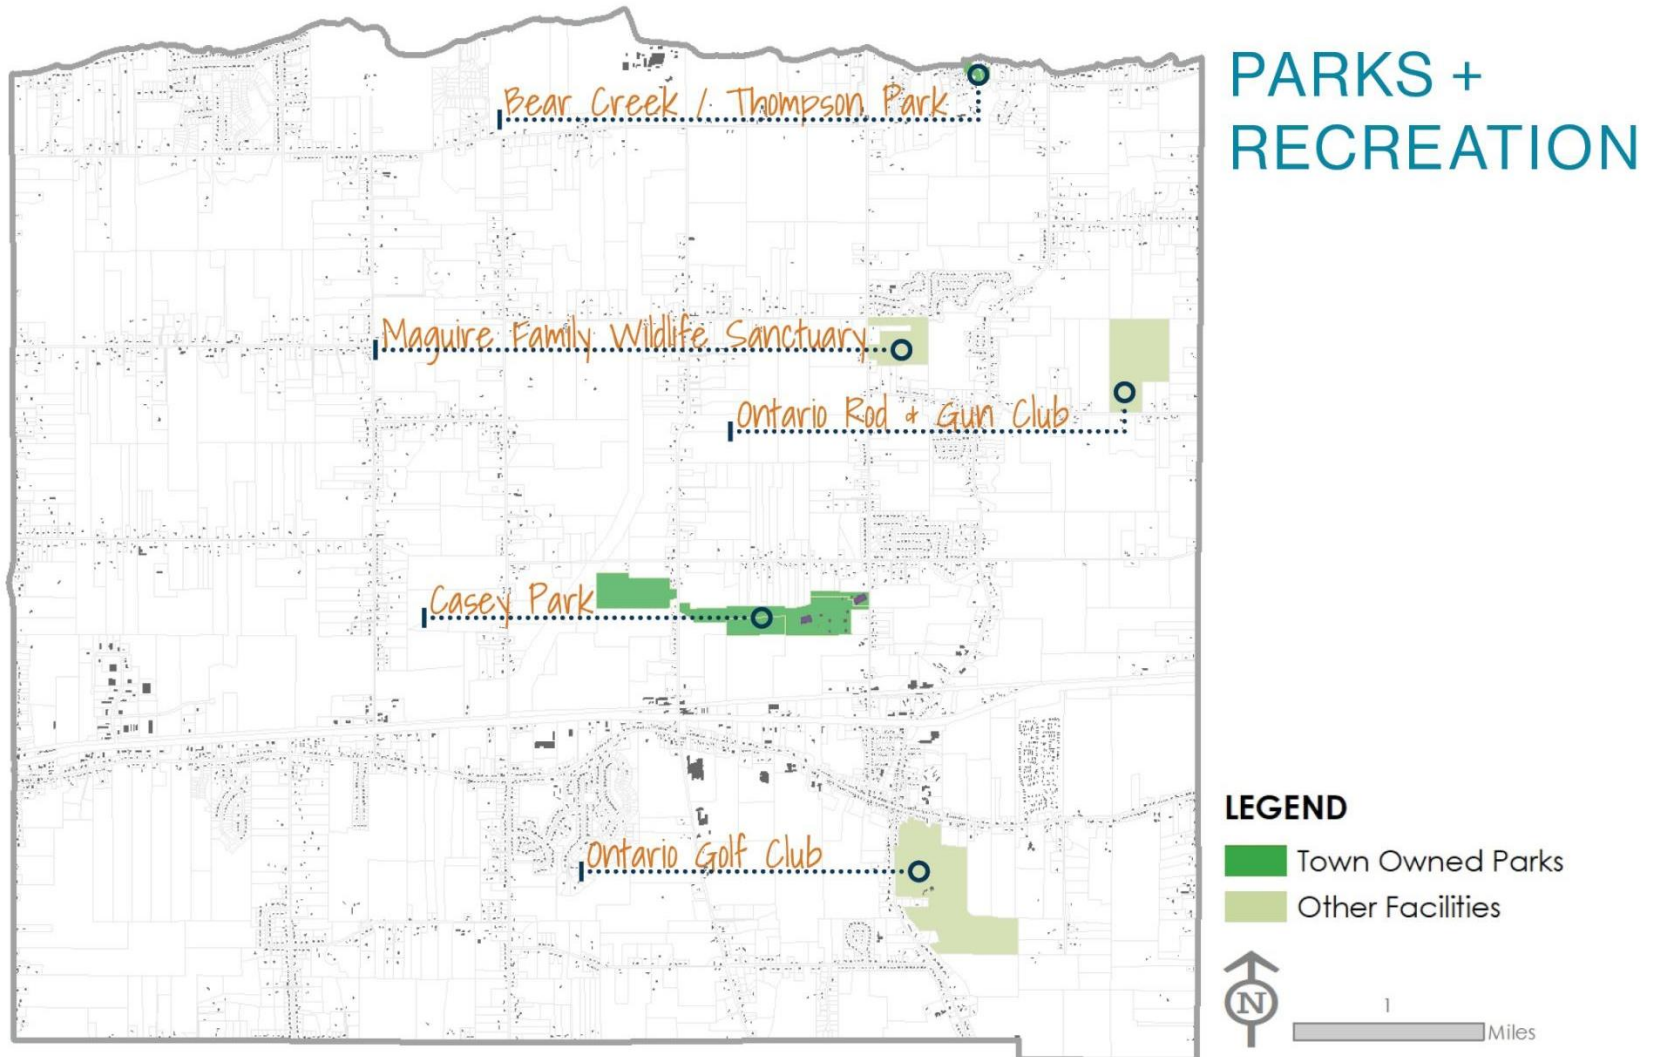 PARKS +
RECREATION
Bear Creek / Thompson Park
Maguire Family Wildlife Sanctuary
Ontario Rod & Gun Club
Casey Park
Ontario Golf Club
LEGEND
Town Owned Parks
Other Facilities
N
1
Miles